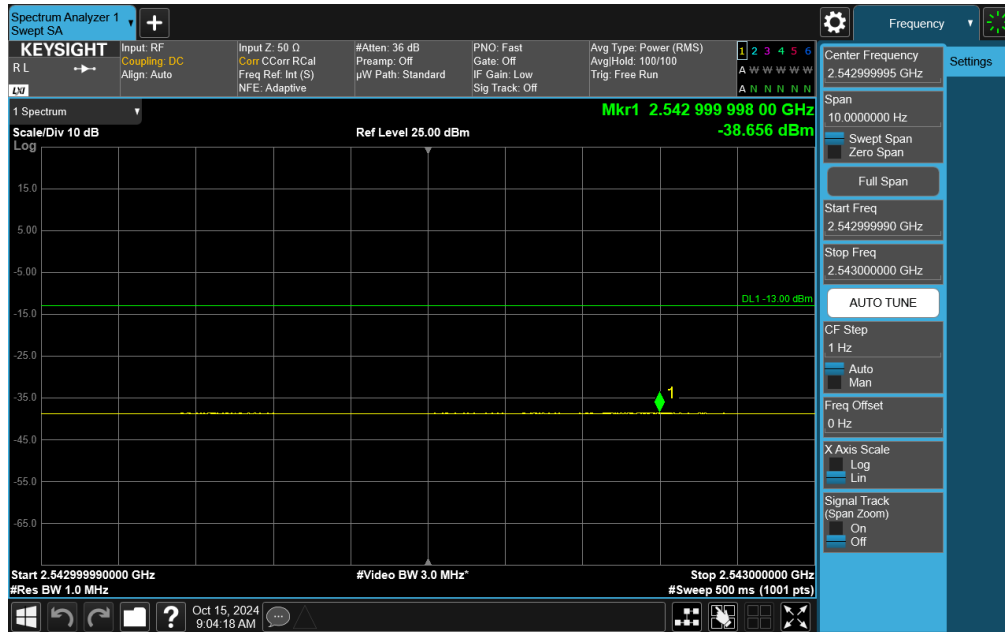 Spectrum Analyzer 1
Swept SA
Frequency
KEYSIGHT
R L
LXI
Input: RF
Coupling: DC
Align: Auto
Input Z: 50 Ω
Corr CCorr RCal
Freq Ref: Int (S)
NFE: Adaptive
#Atten: 36 dB
Preamp: Off
µW Path: Standard
PNO: Fast
Gate: Off
IF Gain: Low
Sig Track: Off
Avg Type: Power (RMS)
Avg|Hold: 100/100
Trig: Free Run
1 2 3 4 5 6
A W W W W W
A N N N N N
1 Spectrum
Mkr1 2.542 999 998 00 GHz
-38.656 dBm
Scale/Div 10 dB
Ref Level 25.00 dBm
Log
15.0
5.00
-5.00
-15.0
-25.0
-35.0
-45.0
-55.0
-65.0
DL1 -13.00 dBm
1
Start 2.542999990000 GHz
#Res BW 1.0 MHz
#Video BW 3.0 MHz*
Stop 2.543000000 GHz
#Sweep 500 ms (1001 pts)
Center Frequency
2.542999995 GHz
Settings
Span
10.0000000 Hz
Swept Span
Zero Span
Full Span
Start Freq
2.542999990 GHz
Stop Freq
2.543000000 GHz
AUTO TUNE
CF Step
1 Hz
Auto
Man
Freq Offset
0 Hz
X Axis Scale
Log
Lin
Signal Track
(Span Zoom)
On
Off
Oct 15, 2024
9:04:18 AM